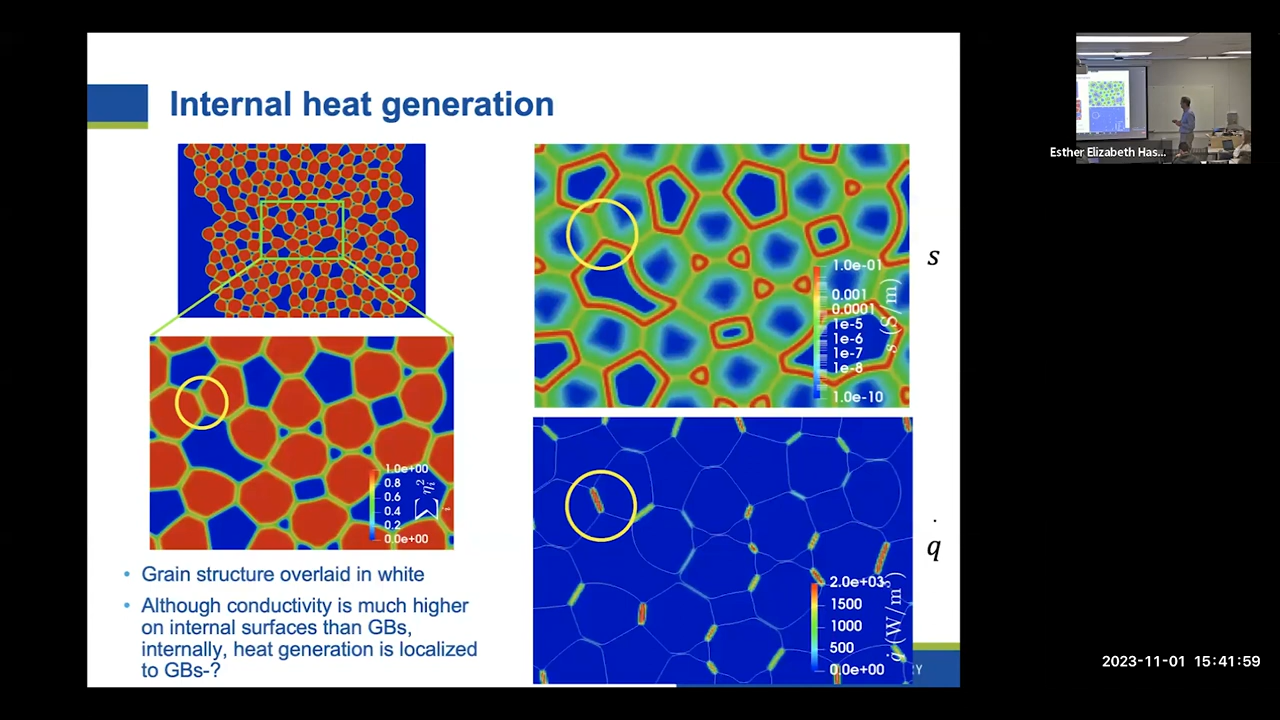 Internal heat generation
1.0e+00
0.8
0.6
0.4
0.2
0.0e+00
∑ηᵢ²
• Grain structure overlaid in white
• Although conductivity is much higher
on internal surfaces than GBs,
internally, heat generation is localized
to GBs-?
1.0e-01
0.001
0.0001
1e-5
1e-6
1e-7
1e-8
1.0e-10
s (S/m)
s
2.0e+03
1500
1000
500
0.0e+00
q̇ (W/m³)
q̇
Y
Esther Elizabeth Has...
2023-11-01 15:41:59